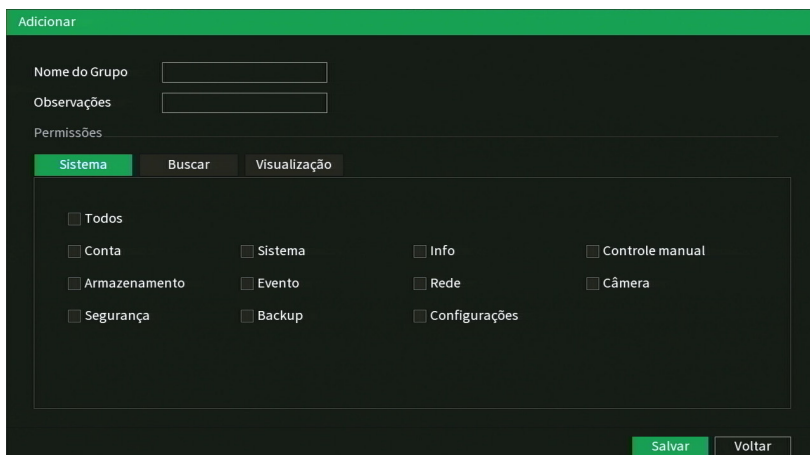 Adicionar
Nome do Grupo
Observações
Permissões
Sistema Buscar Visualização
Todos
Conta Sistema Info Controle manual
Armazenamento Evento Rede Câmera
Segurança Backup Configurações
Salvar Voltar